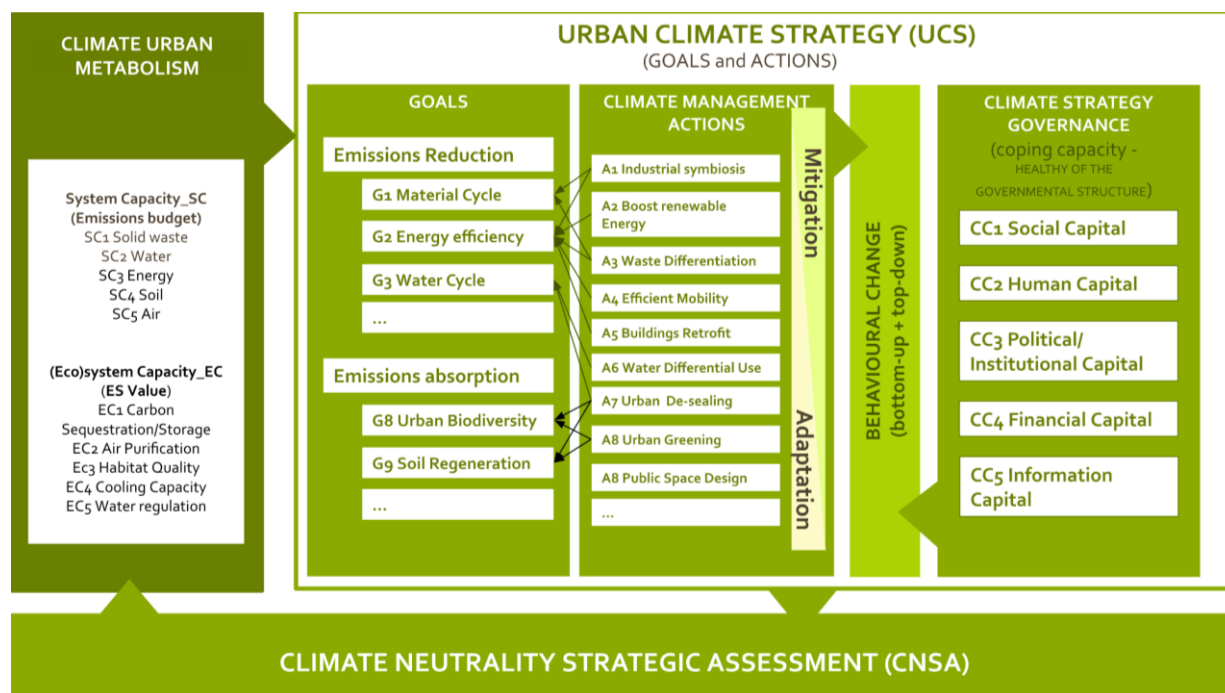 CLIMATE URBAN
METABOLISM
System Capacity_SC
(Emissions budget)
SC1 Solid waste
SC2 Water
SC3 Energy
SC4 Soil
SC5 Air
(Eco)system Capacity_EC
(ES Value)
EC1 Carbon
Sequestration/Storage
EC2 Air Purification
Ec3 Habitat Quality
EC4 Cooling Capacity
EC5 Water regulation
URBAN CLIMATE STRATEGY (UCS)
(GOALS and ACTIONS)
GOALS
Emissions Reduction
G1 Material Cycle
G2 Energy efficiency
G3 Water Cycle
...
Emissions absorption
G8 Urban Biodiversity
G9 Soil Regeneration
...
CLIMATE MANAGEMENT
ACTIONS
A1 Industrial symbiosis
A2 Boost renewable
Energy
A3 Waste Differentiation
A4 Efficient Mobility
A5 Buildings Retrofit
A6 Water Differential Use
A7 Urban De-sealing
A8 Urban Greening
A8 Public Space Design
...
Mitigation
Adaptation
BEHAVIOURAL CHANGE
(bottom-up + top-down)
CLIMATE STRATEGY
GOVERNANCE
(coping capacity -
HEALTHY OF THE
GOVERNMENTAL STRUCTURE)
CC1 Social Capital
CC2 Human Capital
CC3 Political/
Institutional Capital
CC4 Financial Capital
CC5 Information
Capital
CLIMATE NEUTRALITY STRATEGIC ASSESSMENT (CNSA)